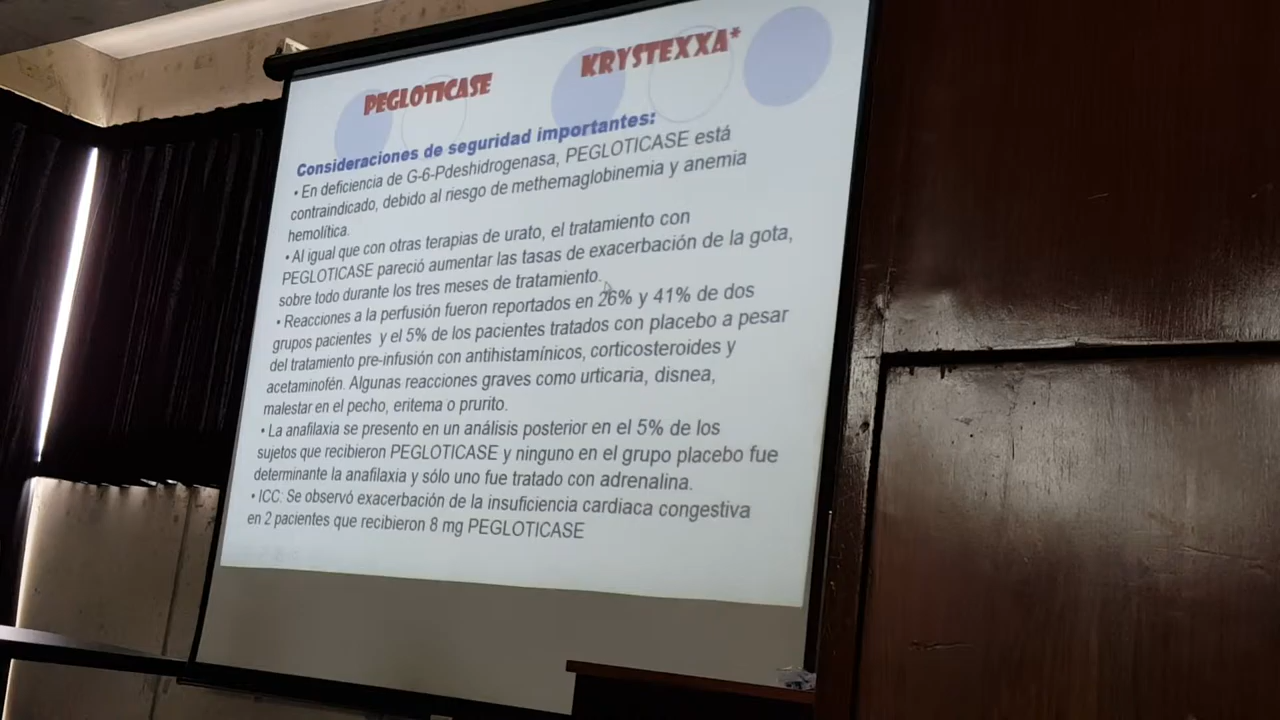 PEGLOTICASE KRYSTEXXA*
Consideraciones de seguridad importantes:
• En deficiencia de G-6-Pdeshidrogenasa, PEGLOTICASE está
contraindicado, debido al riesgo de methemaglobinemia y anemia
hemolítica.
• Al igual que con otras terapias de urato, el tratamiento con
PEGLOTICASE pareció aumentar las tasas de exacerbación de la gota,
sobre todo durante los tres meses de tratamiento.
• Reacciones a la perfusión fueron reportados en 26% y 41% de dos
grupos pacientes y el 5% de los pacientes tratados con placebo a pesar
del tratamiento pre-infusión con antihistamínicos, corticosteroides y
acetaminofén. Algunas reacciones graves como urticaria, disnea,
malestar en el pecho, eritema o prurito.
• La anafilaxia se presento en un análisis posterior en el 5% de los
sujetos que recibieron PEGLOTICASE y ninguno en el grupo placebo fue
determinante la anafilaxia y sólo uno fue tratado con adrenalina.
• ICC: Se observó exacerbación de la insuficiencia cardiaca congestiva
en 2 pacientes que recibieron 8 mg PEGLOTICASE